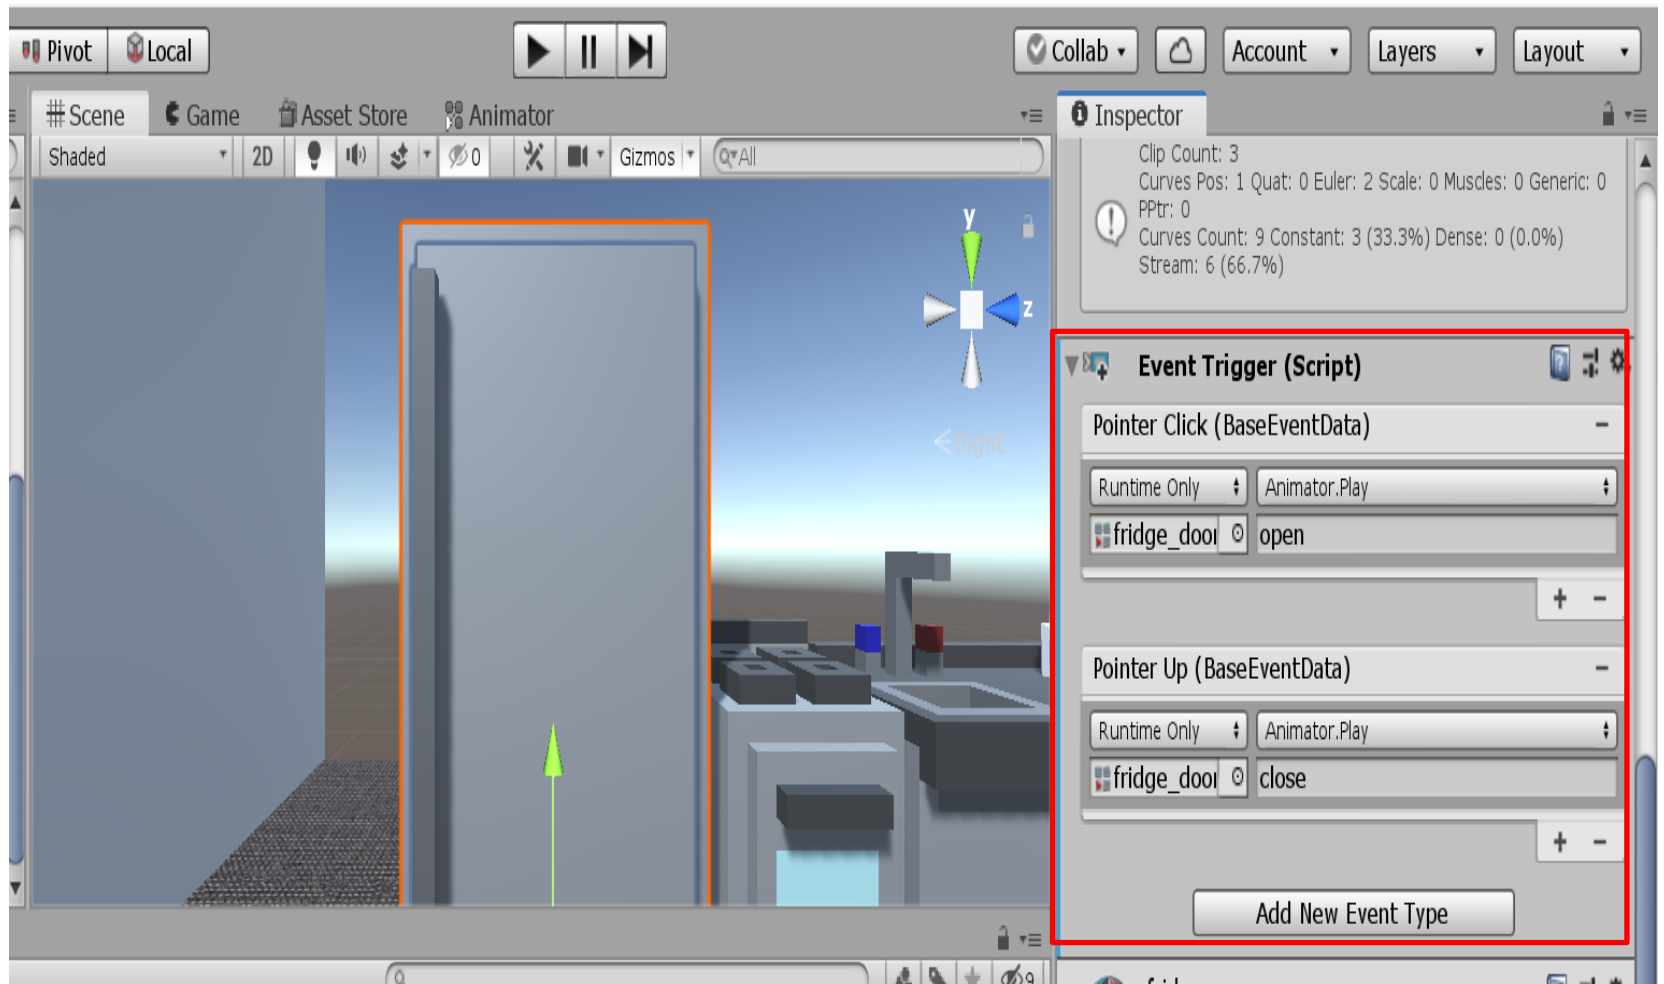 Pivot Local Collab Account Layers Layout
Scene Game Asset Store Animator
Inspector
Shaded 2D 0 Gizmos All
Clip Count: 3
Curves Pos: 1 Quat: 0 Euler: 2 Scale: 0 Muscles: 0 Generic: 0
PPtr: 0
Curves Count: 9 Constant: 3 (33.3%) Dense: 0 (0.0%)
Stream: 6 (66.7%)
y
z
Right
Event Trigger (Script)
Pointer Click (BaseEventData)
Runtime Only Animator.Play
fridge_door open
Pointer Up (BaseEventData)
Runtime Only Animator.Play
fridge_door close
Add New Event Type
9